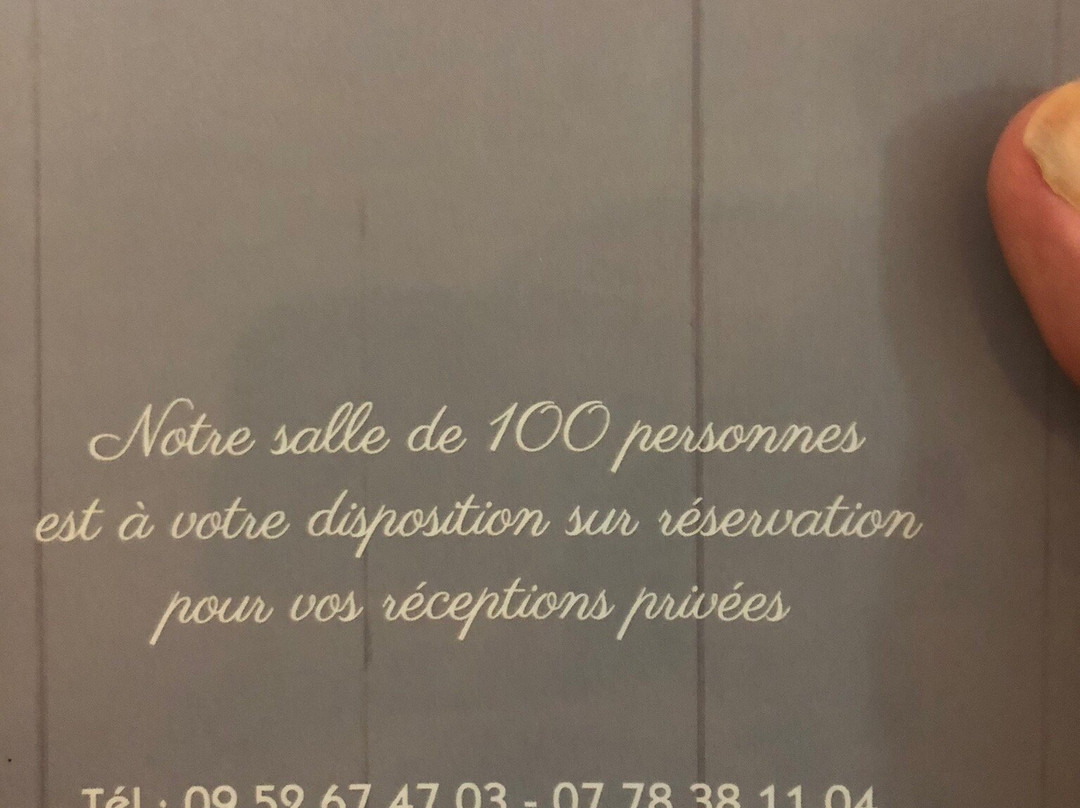 Notre salle de 100 personnes
est à votre disposition sur réservation
pour vos réceptions privées
Tél : 09 59 67 47 03 - 07 78 38 11 04